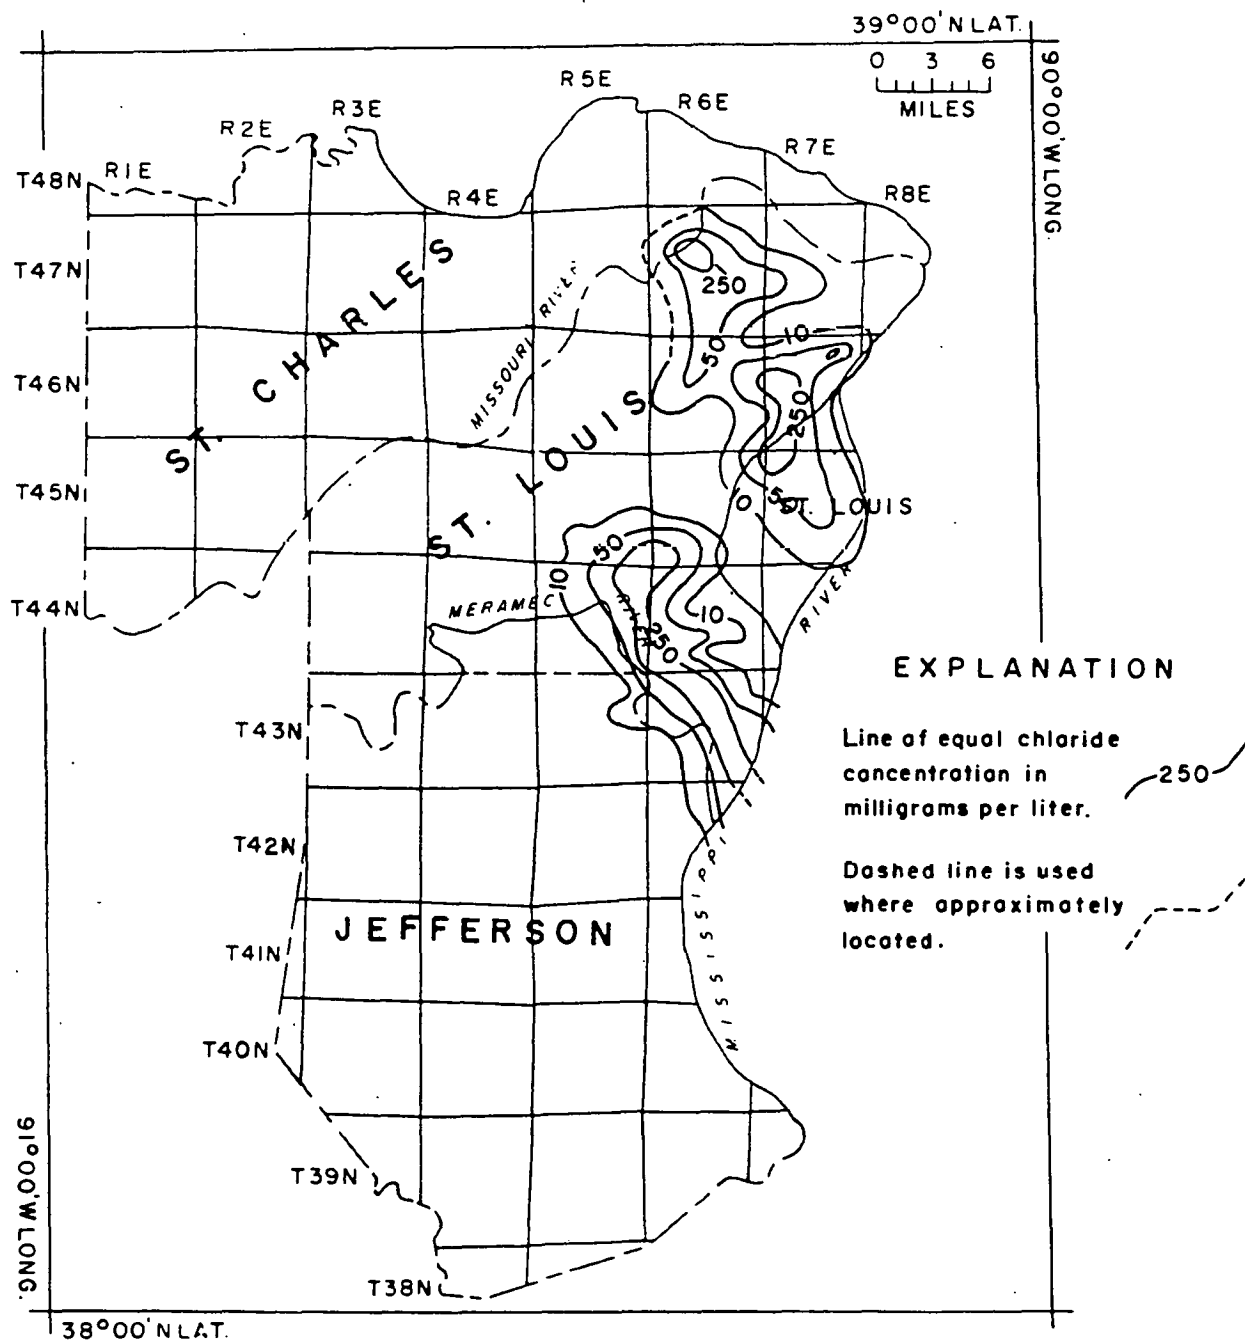 39°00'N LAT.
0 3 6
MILES
90°00'W LONG.
R5E
R6E
R3E
R2E
R7E
R1E
R4E
R8E
T48N
T47N
T46N
T45N
T44N
T43N
T42N
T41N
T40N
T39N
T38N
ST. CHARLES
MISSOURI RIVER
ST. LOUIS
250
50
10
0
250
0
50
ST. LOUIS
50
10
MERAMEC RIVER
10
250
MISSISSIPPI RIVER
JEFFERSON
EXPLANATION
Line of equal chloride
concentration in
milligrams per liter.
250
Dashed line is used
where approximately
located.
91°00'W LONG.
38°00'N LAT.